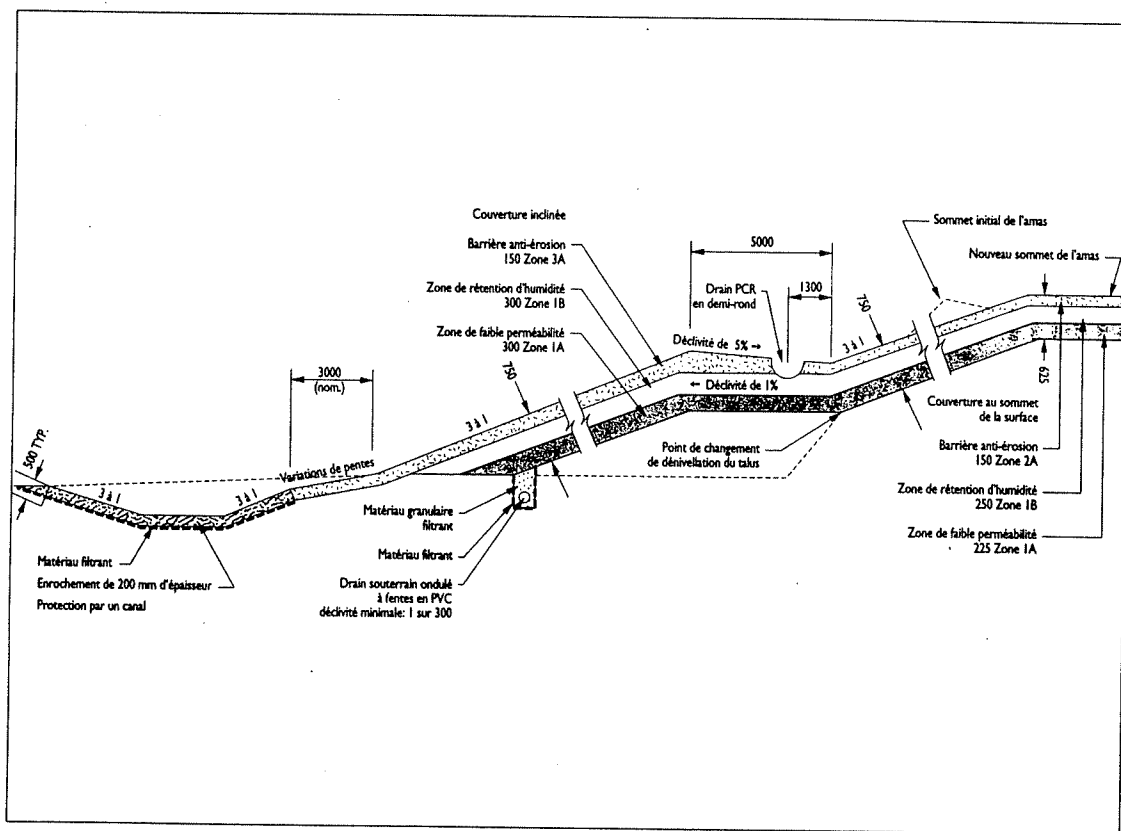 Couverture inclinée
Barrière anti-érosion
150 Zone 3A
Zone de rétention d'humidité
300 Zone 1B
Zone de faible perméabilité
300 Zone 1A
5000
Drain PCR
en demi-rond
1300
Sommet initial de l'amas
Nouveau sommet de l'amas
750
Déclivité de 5% →
3 à 1
← Déclivité de 1%
3000
(nom.)
750
3 à 1
625
Couverture au sommet
de la surface
Point de changement
de dénivellation du talus
Barrière anti-érosion
150 Zone 2A
Zone de rétention d'humidité
250 Zone 1B
Zone de faible perméabilité
225 Zone 1A
500 TYP.
Variations de pentes
3 à 1
3 à 1
Matériau granulaire
filtrant
Matériau filtrant
Drain souterrain ondulé
à fentes en PVC
déclivité minimale: 1 sur 300
Matériau filtrant
Enrochement de 200 mm d'épaisseur
Protection par un canal